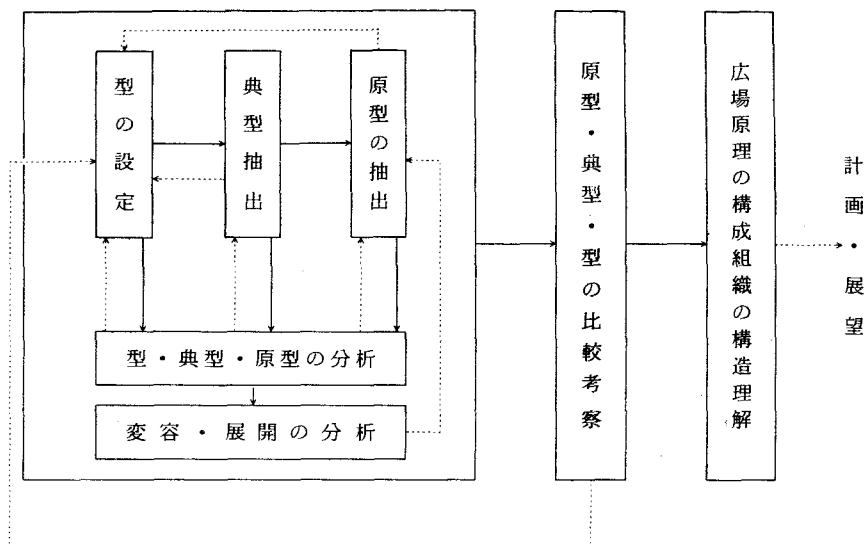 型の設定
典型抽出
原型の抽出
型・典型・原型の分析
変容・展開の分析
原型・典型・型の比較考察
広場原理の構成組織の構造理解
計画・展望